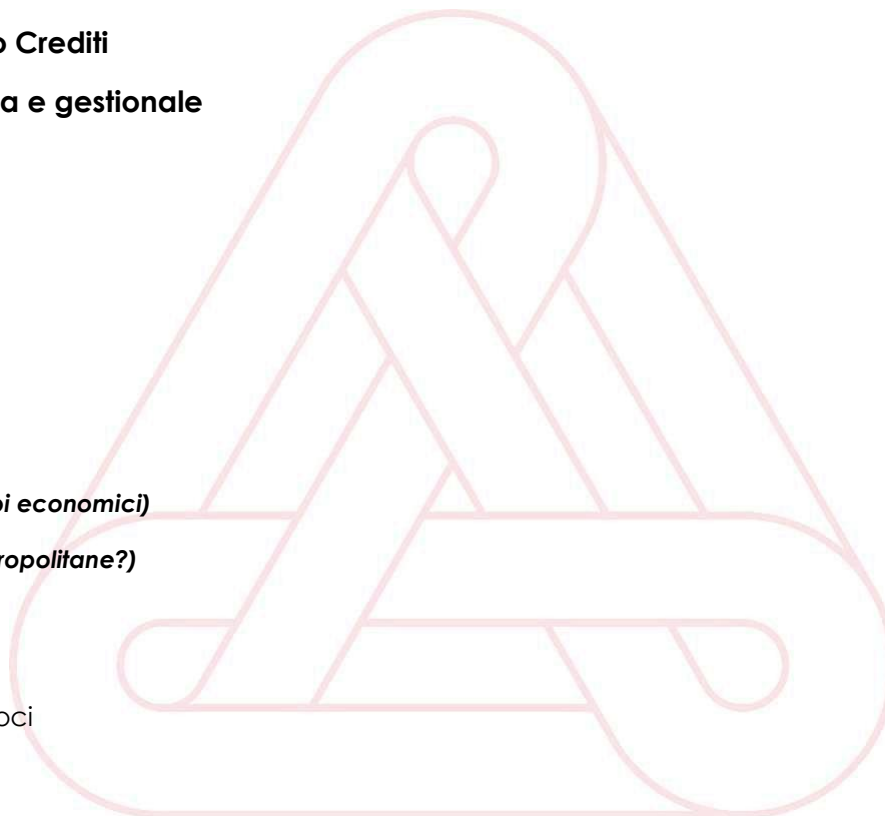 o Crediti
a e gestionale
pi economici)
ropolitane?)
oci